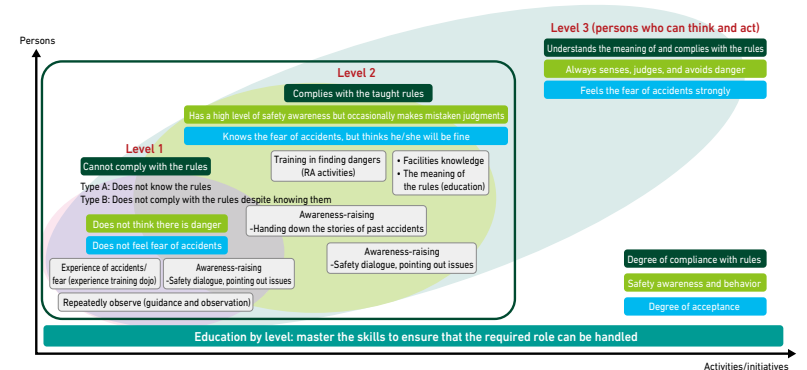 Level 3 (persons who can think and act)
Persons
Understands the meaning of and complies with the rules
Always senses, judges, and avoids danger
Feels the fear of accidents strongly
Level 2
Complies with the taught rules
Has a high level of safety awareness but occasionally makes mistaken judgments
Knows the fear of accidents, but thinks he/she will be fine
Level 1
Cannot comply with the rules
Training in finding dangers
(RA activities)
• Facilities knowledge
• The meaning of
the rules (education)
Type A: Does not know the rules
Type B: Does not comply with the rules despite knowing them
Does not think there is danger
Does not feel fear of accidents
Awareness-raising
-Handing down the stories of past accidents
Awareness-raising
-Safety dialogue, pointing out issues
Experience of accidents/
fear (experience training dojo)
Awareness-raising
-Safety dialogue, pointing out issues
Repeatedly observe (guidance and observation)
Degree of compliance with rules
Safety awareness and behavior
Degree of acceptance
Education by level: master the skills to ensure that the required role can be handled
Activities/initiatives